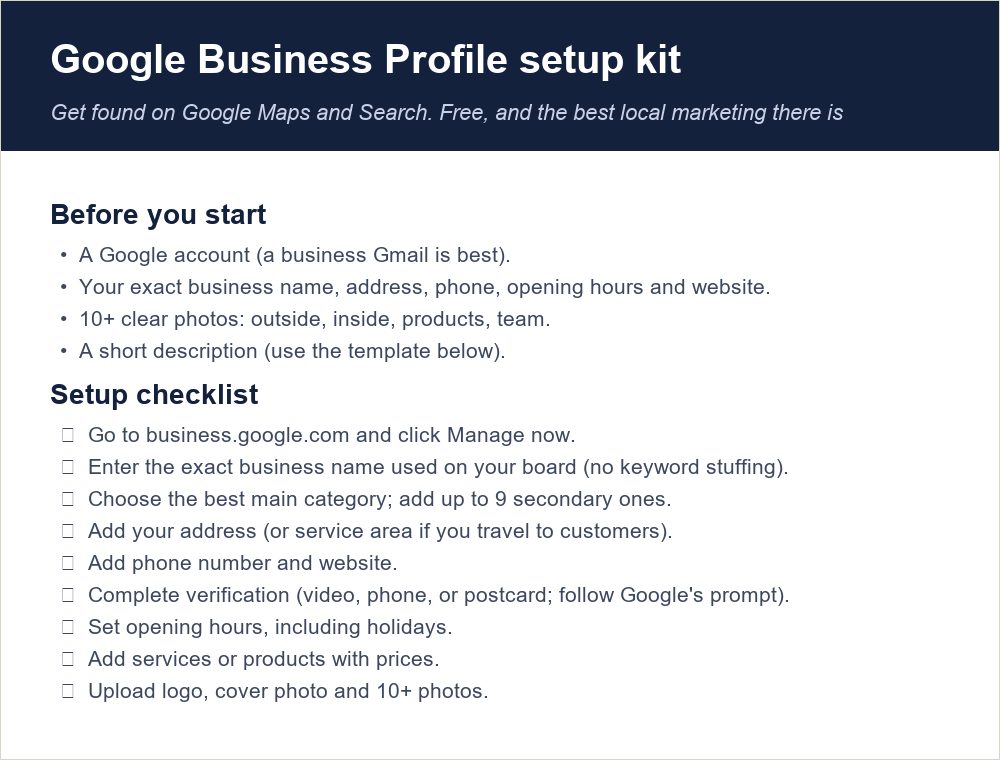 Google Business Profile setup kit
Get found on Google Maps and Search. Free, and the best local marketing there is
Before you start
• A Google account (a business Gmail is best).
• Your exact business name, address, phone, opening hours and website.
• 10+ clear photos: outside, inside, products, team.
• A short description (use the template below).
Setup checklist
☐ Go to business.google.com and click Manage now.
☐ Enter the exact business name used on your board (no keyword stuffing).
☐ Choose the best main category; add up to 9 secondary ones.
☐ Add your address (or service area if you travel to customers).
☐ Add phone number and website.
☐ Complete verification (video, phone, or postcard; follow Google's prompt).
☐ Set opening hours, including holidays.
☐ Add services or products with prices.
☐ Upload logo, cover photo and 10+ photos.